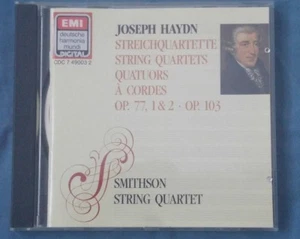 EMI
deutsche
harmonia
mundi
DIGITAL
JOSEPH HAYDN
STREICHQUARTETTE
STRING QUARTETS
QUATUORS
À CORDES
OP. 77, 1 & 2 · OP. 103
SMITHSON
STRING QUARTET